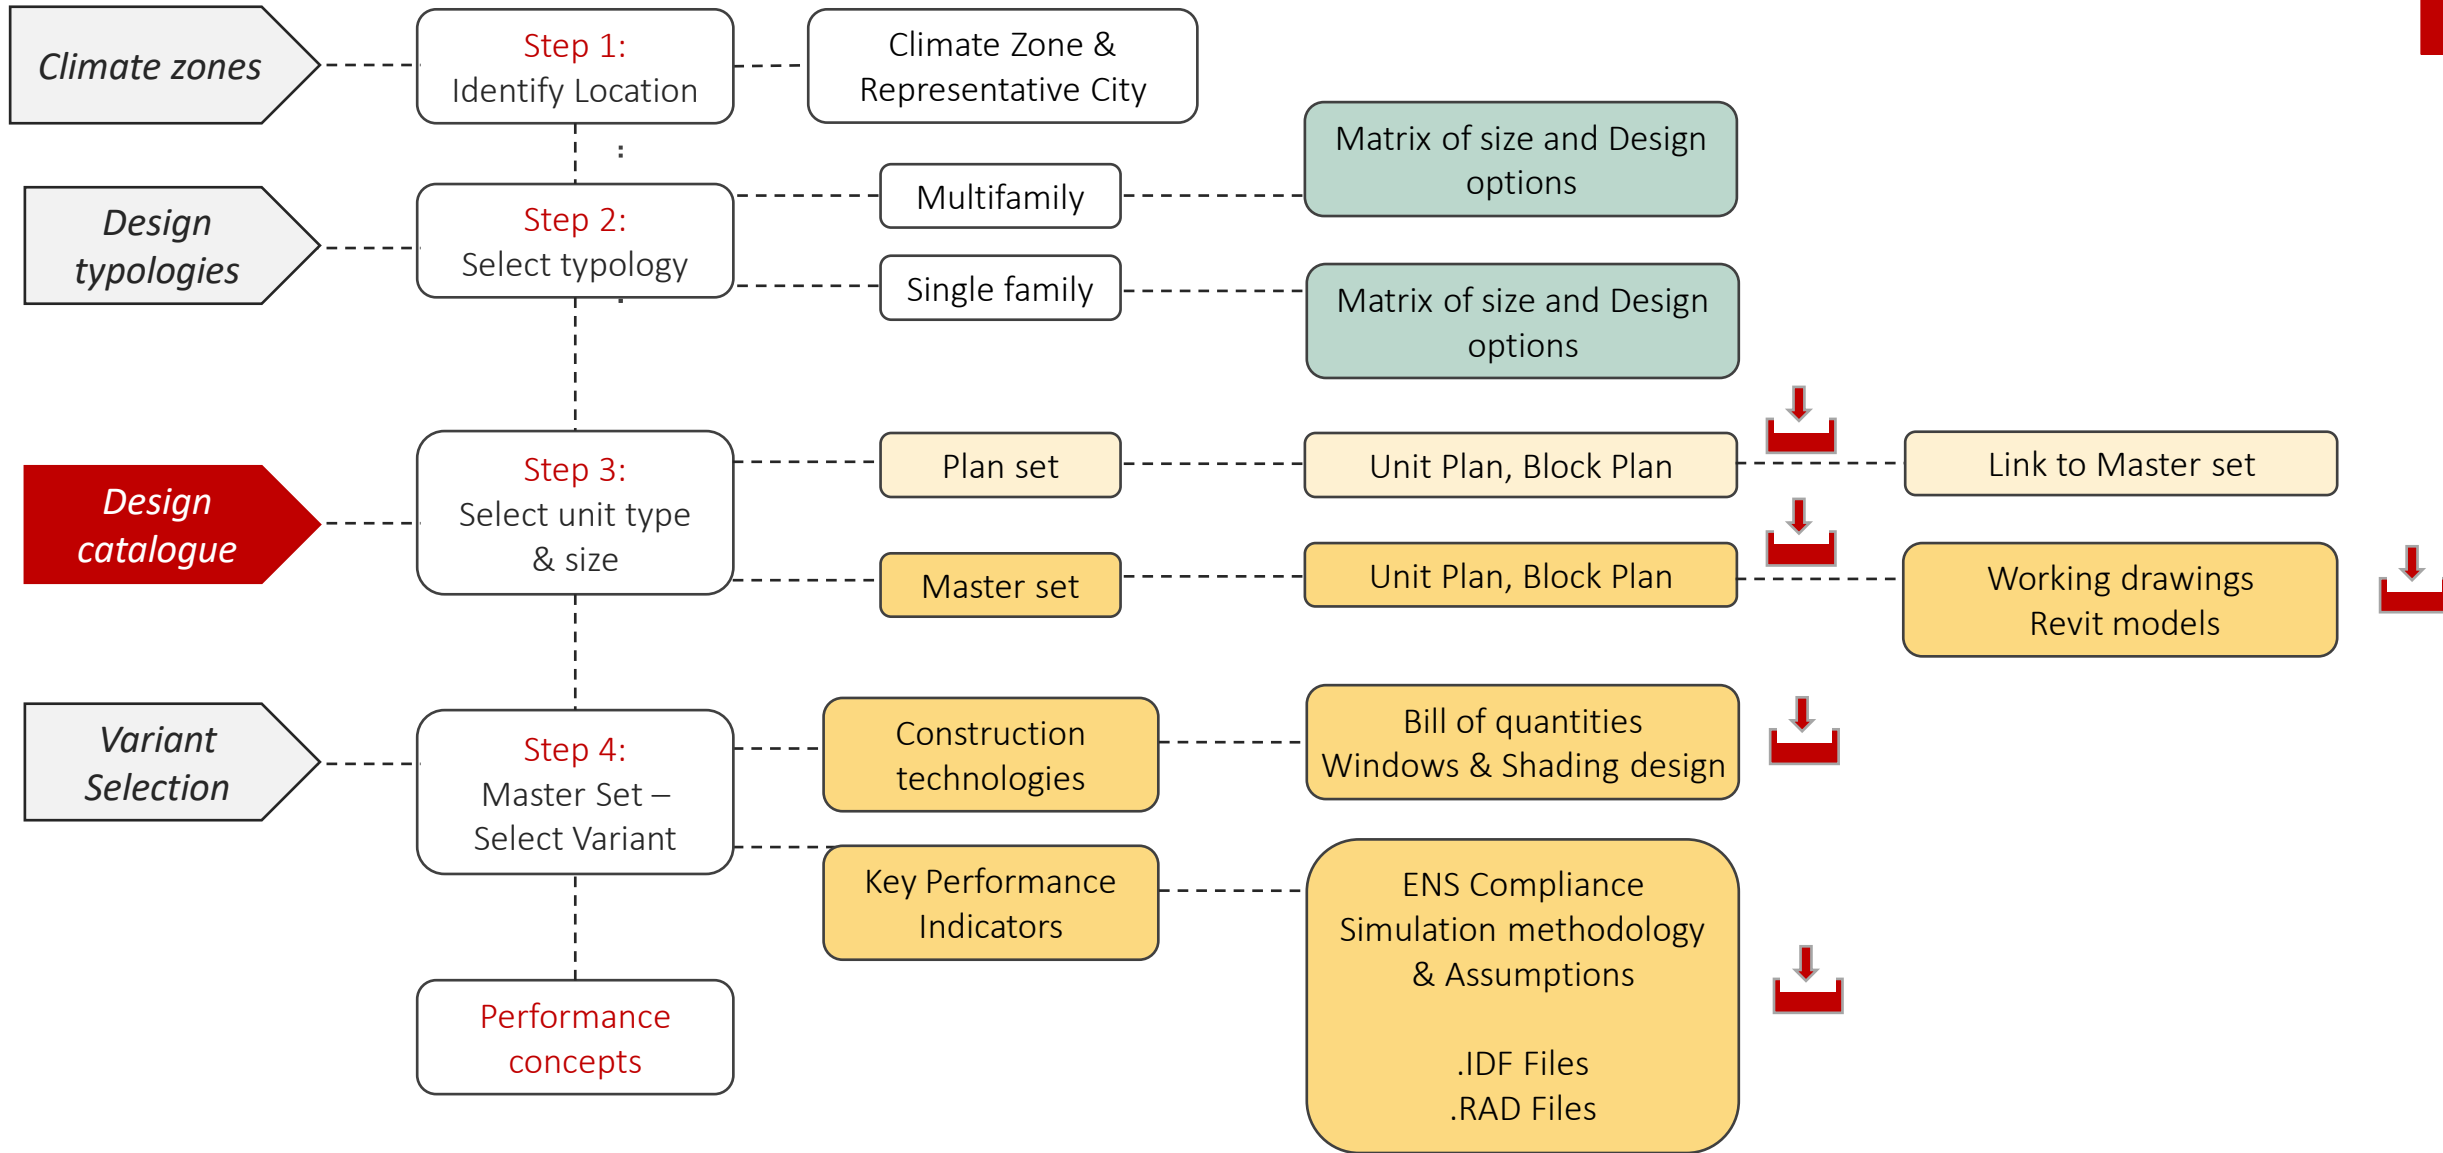 Climate zones
Step 1:
Identify Location
Climate Zone &
Representative City
Matrix of size and Design
options
Design
typologies
Step 2:
Select typology
Multifamily
Single family
Matrix of size and Design
options
Design
catalogue
Step 3:
Select unit type
& size
Plan set
Unit Plan, Block Plan
Link to Master set
Master set
Unit Plan, Block Plan
Working drawings
Revit models
Variant
Selection
Step 4:
Master Set –
Select Variant
Construction
technologies
Bill of quantities
Windows & Shading design
Key Performance
Indicators
ENS Compliance
Simulation methodology
& Assumptions
.IDF Files
.RAD Files
Performance
concepts